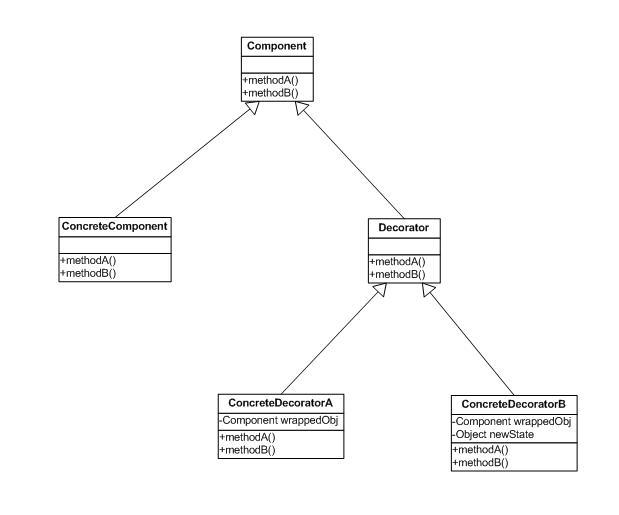 Component
+methodA()
+methodB()
ConcreteComponent
+methodA()
+methodB()
Decorator
+methodA()
+methodB()
ConcreteDecoratorA
-Component wrappedObj
+methodA()
+methodB()
ConcreteDecoratorB
-Component wrappedObj
-Object newState
+methodA()
+methodB()